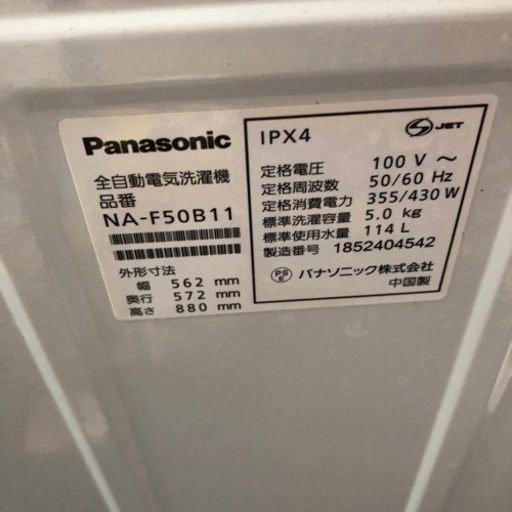 Panasonic
全自動電気洗濯機
品番
NA-F50B11
外形寸法
幅 562 mm
奥行 572 mm
高さ 880 mm
IPX4
JET
定格電圧 100 V ～
定格周波数 50/60 Hz
定格消費電力 355/430 W
標準洗濯容量 5.0 kg
標準使用水量 114 L
製造番号 1852404542
PS
E
パナソニック株式会社
中国製